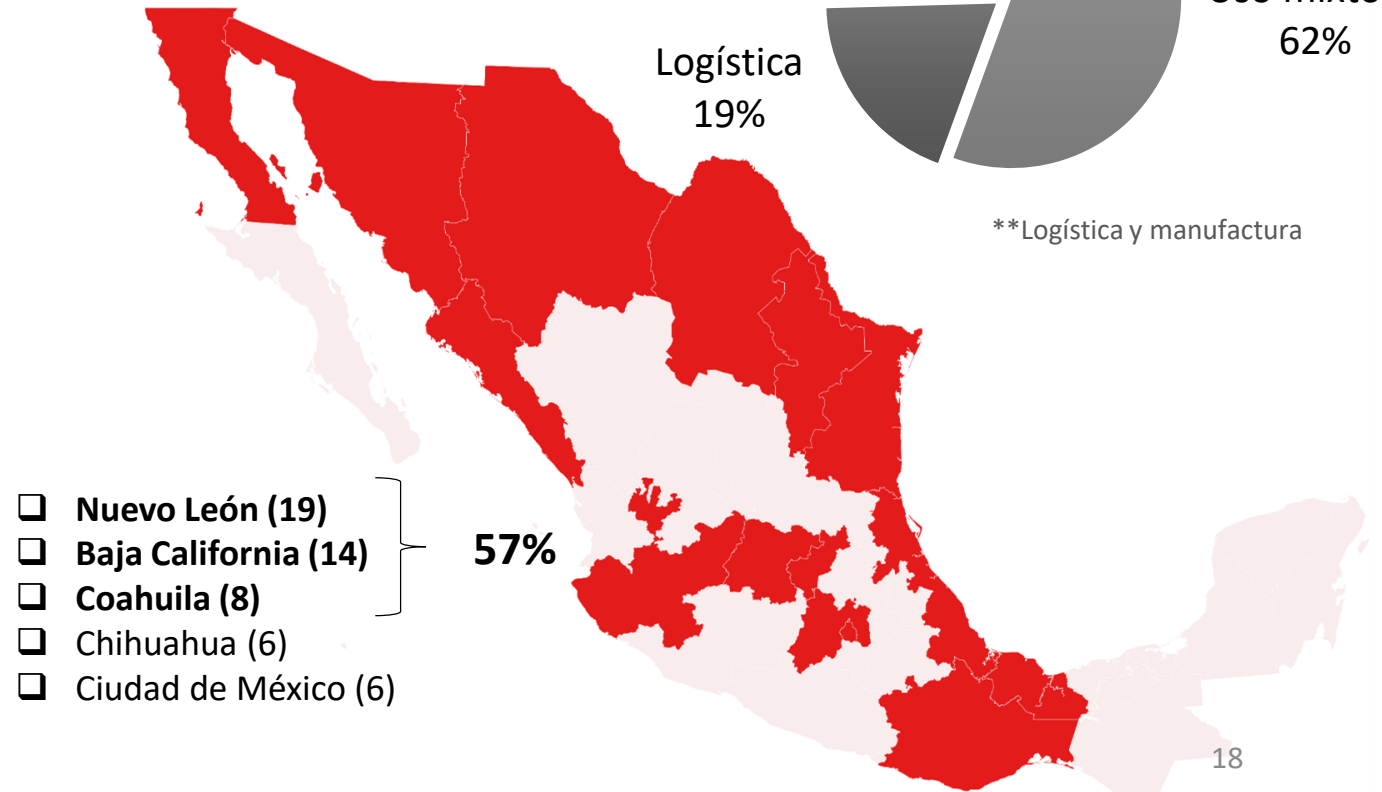 62%
Logística
19%
**Logística y manufactura
❑ Nuevo León (19)
❑ Baja California (14)
❑ Coahuila (8)
❑ Chihuahua (6)
❑ Ciudad de México (6)
57%
18